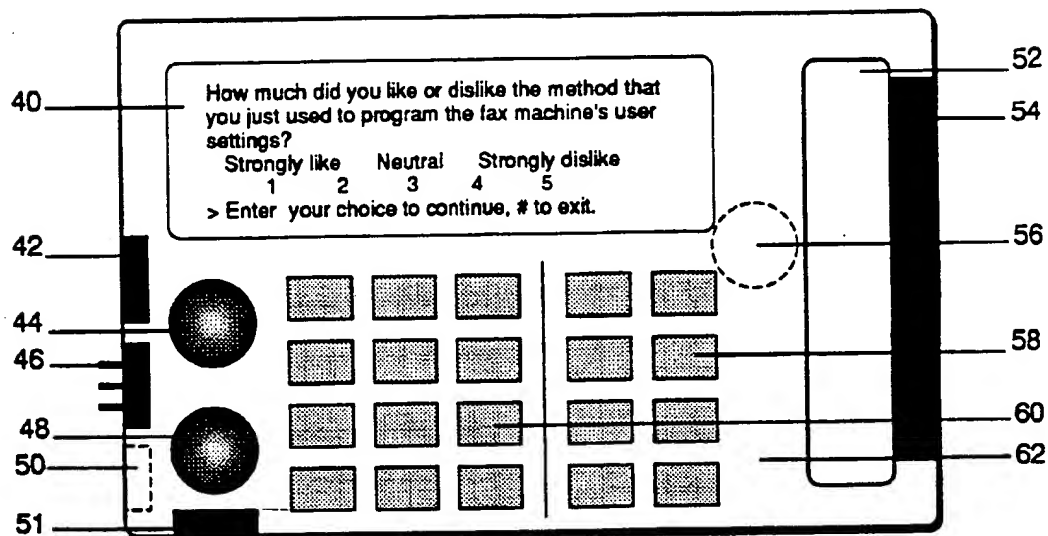 How much did you like or dislike the method that
you just used to program the fax machine's user
settings?
Strongly like Neutral Strongly dislike
1 2 3 4 5
> Enter your choice to continue, # to exit.
40
42
44
46
48
50
51
52
54
56
58
60
62